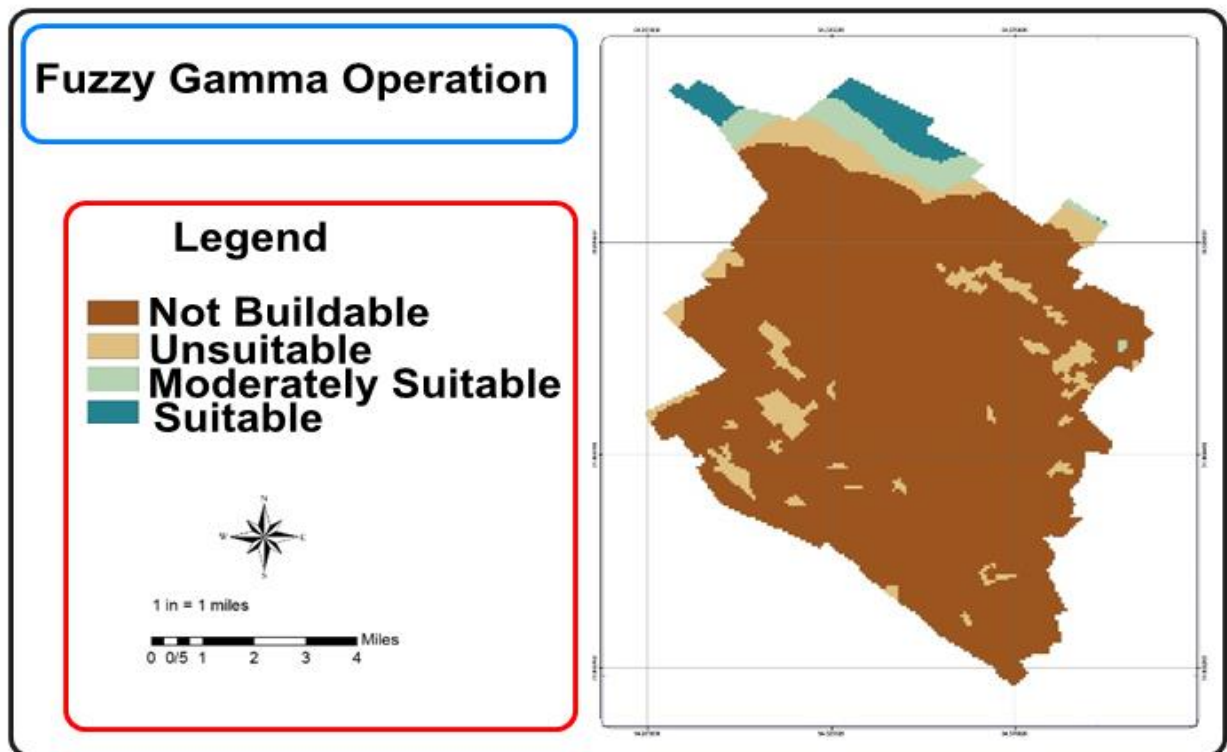 Fuzzy Gamma Operation
Legend
Not Buildable
Unsuitable
Moderately Suitable
Suitable
N
W E
S
1 in = 1 miles
Miles
0 0/5 1 2 3 4